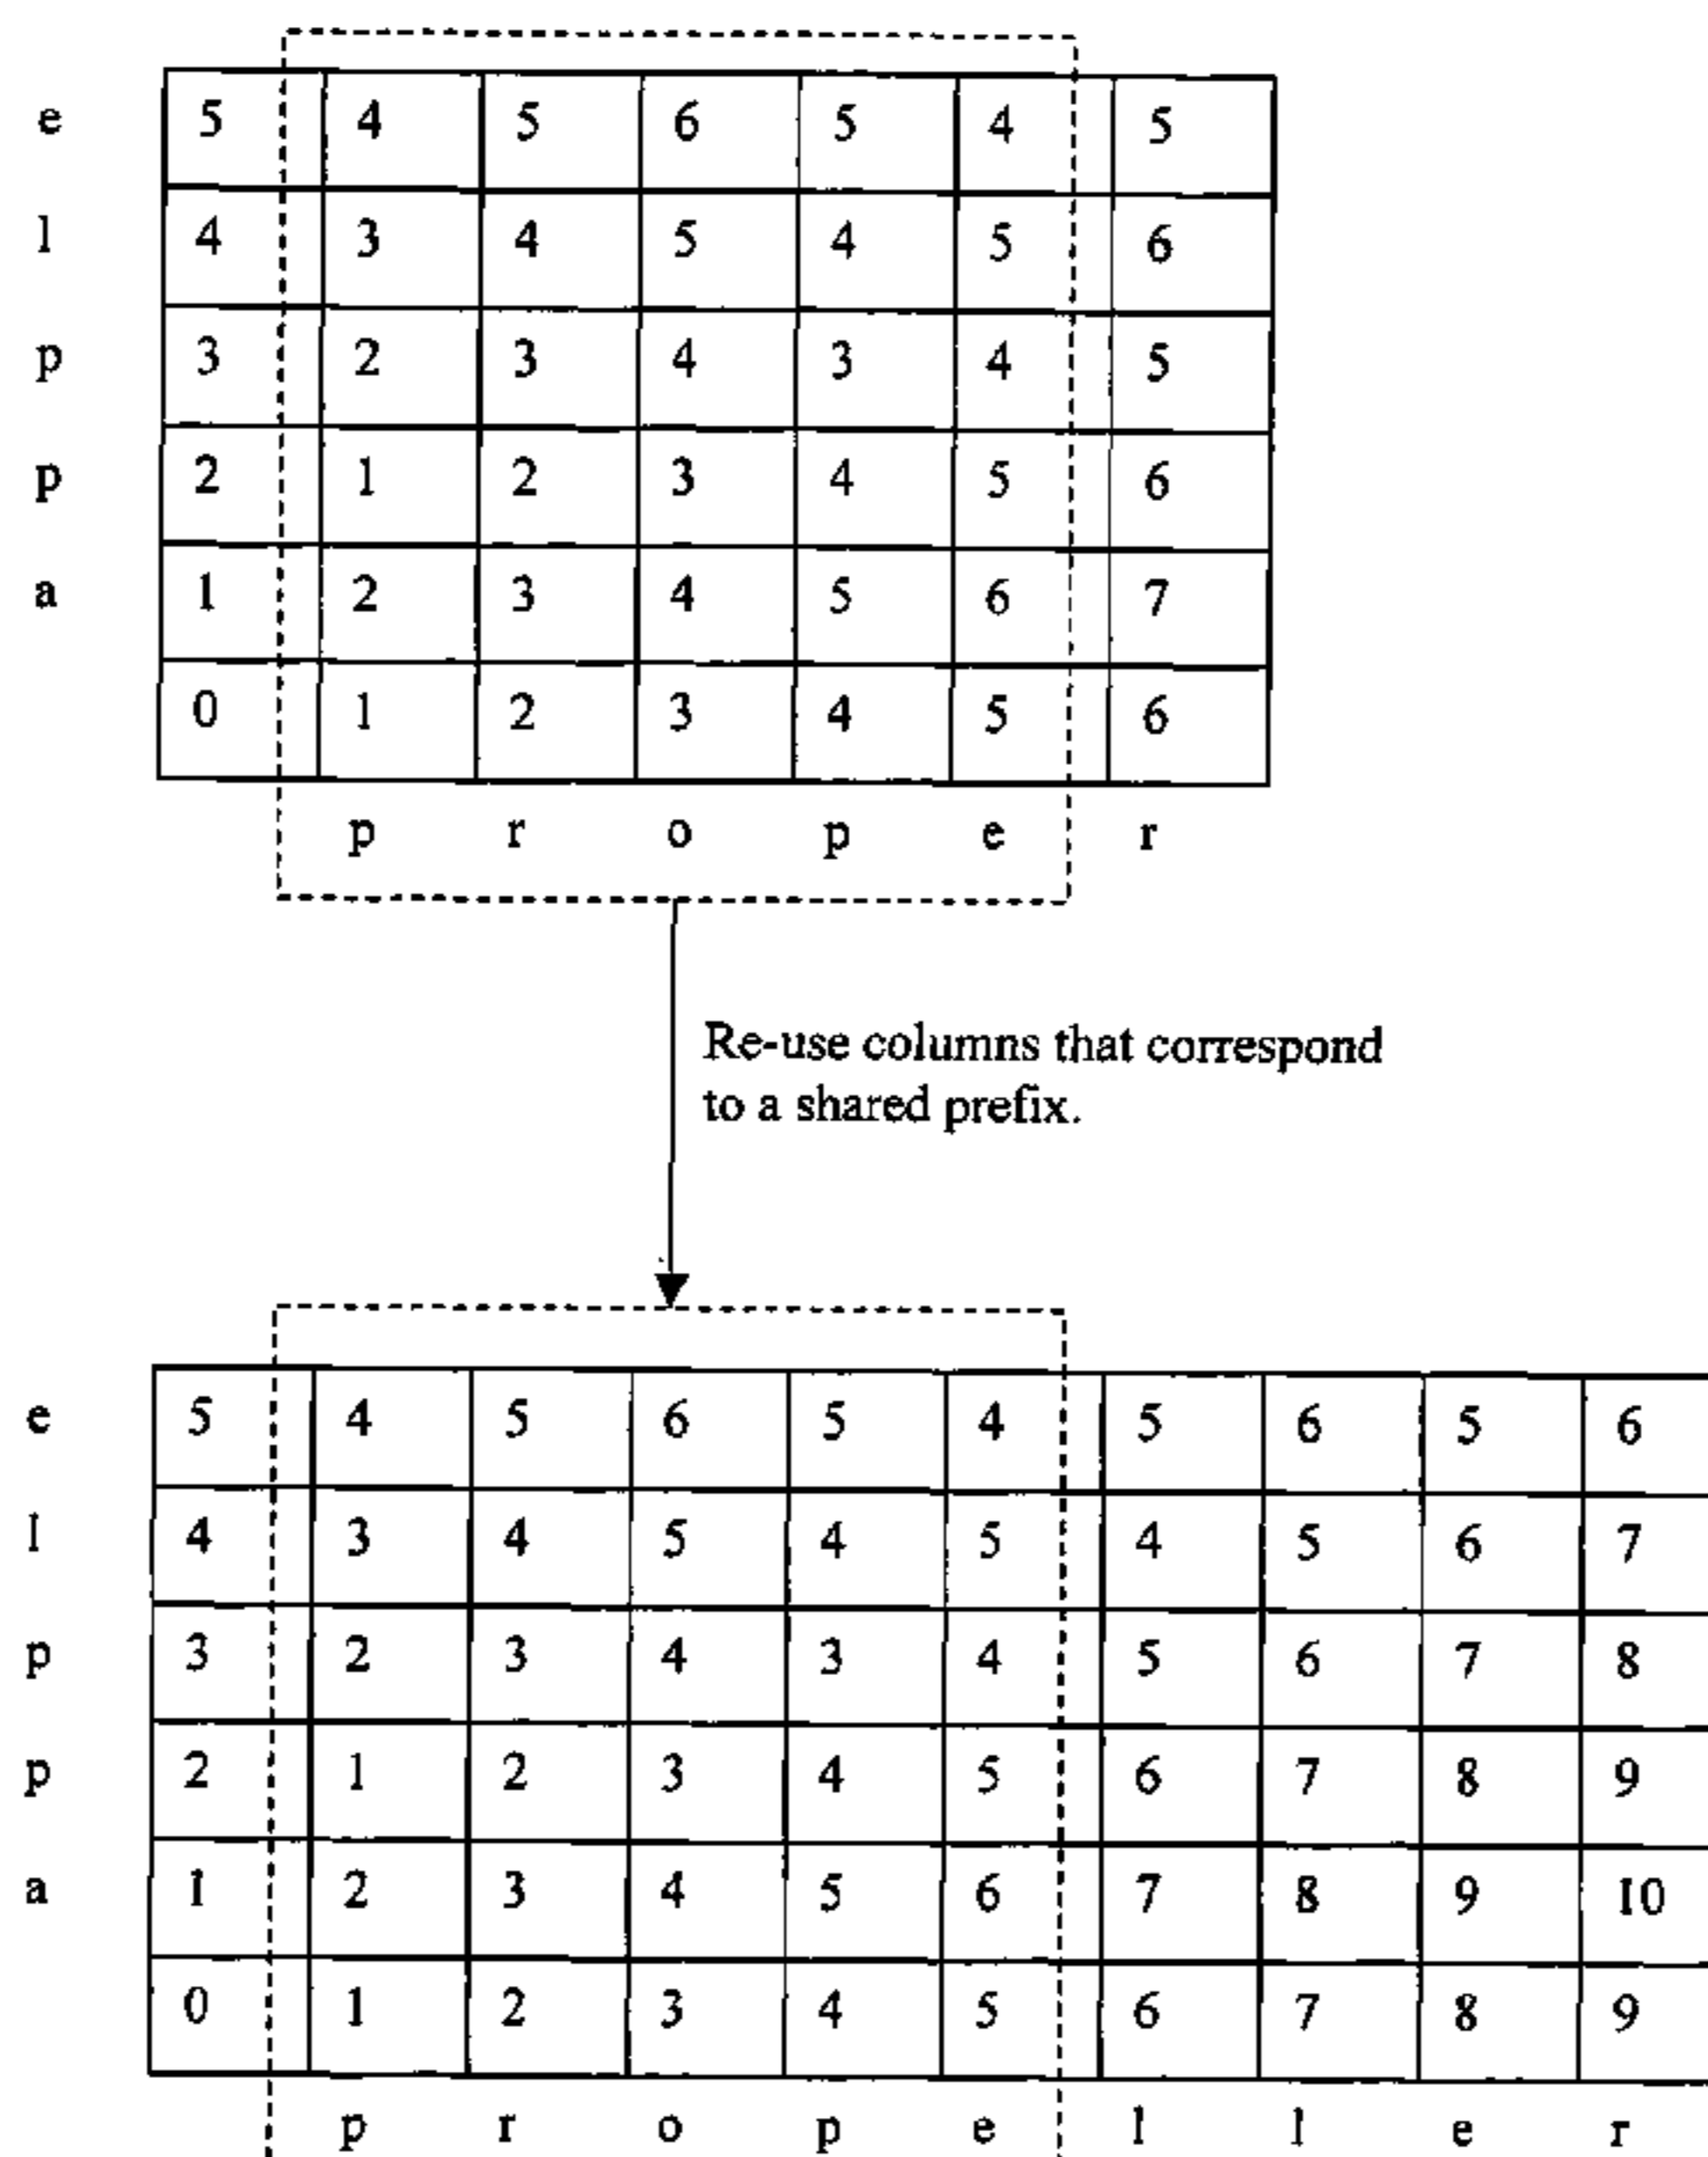 e 5 4 5 6 5 4 5
l 4 3 4 5 4 5 6
p 3 2 3 4 3 4 5
p 2 1 2 3 4 5 6
a 1 2 3 4 5 6 7
0 1 2 3 4 5 6
p r o p e r
Re-use columns that correspond
to a shared prefix.
e 5 4 5 6 5 4 5 6 5 6
l 4 3 4 5 4 5 4 5 6 7
p 3 2 3 4 3 4 5 6 7 8
p 2 1 2 3 4 5 6 7 8 9
a 1 2 3 4 5 6 7 8 9 10
0 1 2 3 4 5 6 7 8 9
p r o p e l l e r